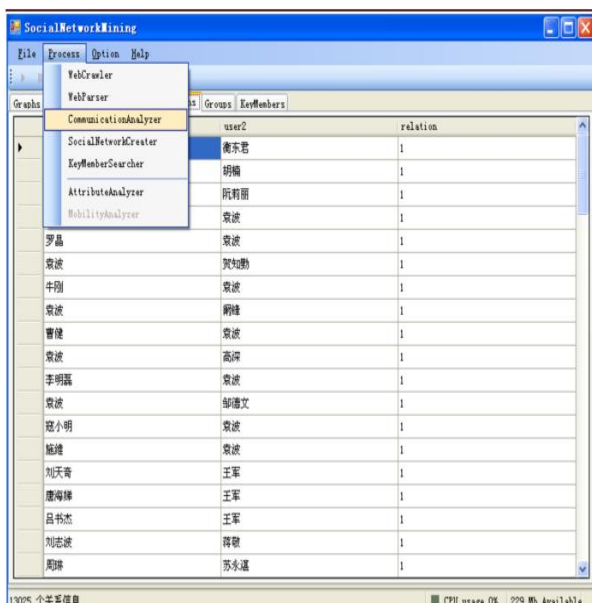 SocialNetworkMining
File Process Option Help
WebCrawler
WebParser
CommunicationAnalyzer
SocialNetworkCreater
KeyMemberSearcher
AttributeAnalyzer
MobilityAnalyzer
Graphs Groups KeyMembers
user2 relation
衡东君 1
胡楠 1
阮莉丽 1
袁波 1
罗晶 袁波 1
袁波 贺知勤 1
牛刚 袁波 1
袁波 1
曹健 袁波 1
袁波 高深 1
李明磊 袁波 1
袁波 邹德文 1
寇小明 袁波 1
施维 袁波 1
刘天奇 王军 1
唐海娣 王军 1
吕书杰 王军 1
刘志波 蒋敬 1
周琳 苏永湛 1
13025 个关系信息 CPU usage 0% 229 Mb Available